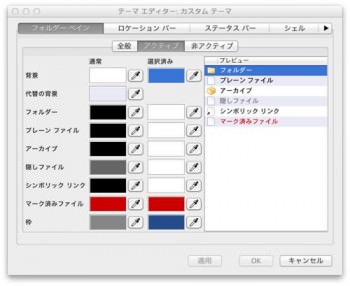 テーマ エディター, カスタム テーマ
フォルダー ペイン ロケーション バー ステータス バー シェル
全般 アクティブ 非アクティブ
通常 選択済み
背景
代替の背景
フォルダー
プレーン ファイル
アーカイブ
隠しファイル
シンボリック リンク
マーク済みファイル
枠
プレビュー
フォルダー
プレーン ファイル
アーカイブ
隠しファイル
シンボリック リンク
マーク済みファイル
適用 OK キャンセル